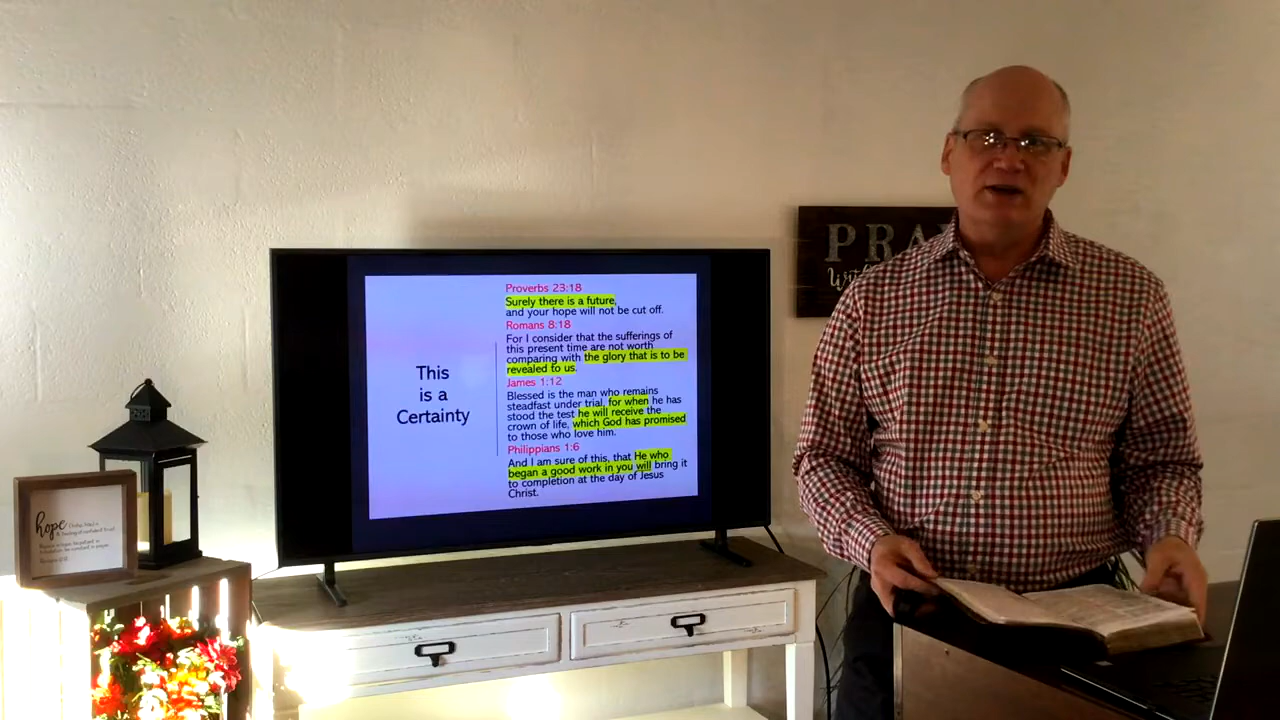 PRA
With
This
is a
Certainty
Proverbs 23:18
Surely there is a future,
and your hope will not be cut off.
Romans 8:18
For I consider that the sufferings of
this present time are not worth
comparing with the glory that is to be
revealed to us.
James 1:12
Blessed is the man who remains
steadfast under trial, for when he has
stood the test he will receive the
crown of life, which God has promised
to those who love him.
Philippians 1:6
And I am sure of this, that He who
began a good work in you will bring it
to completion at the day of Jesus
Christ.
hope